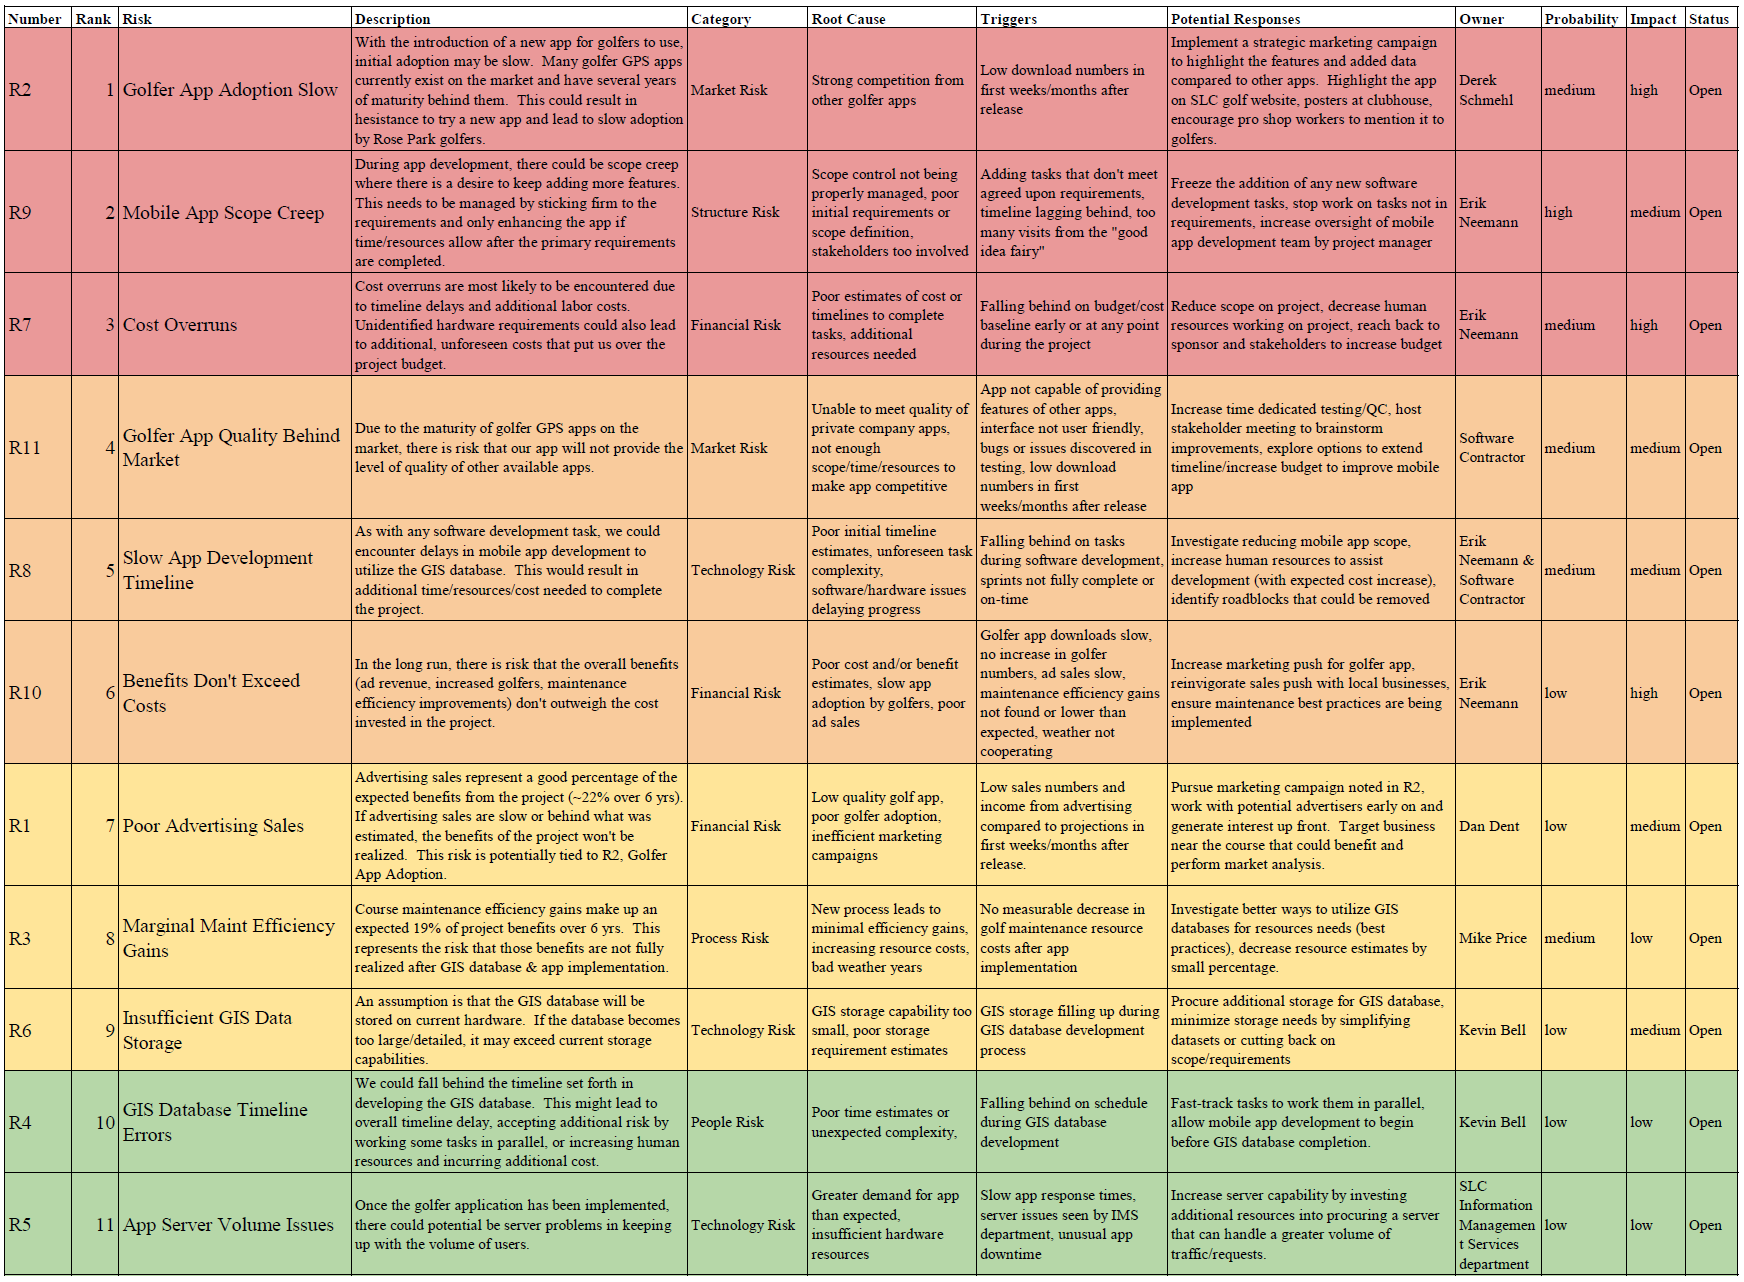 Number Rank Risk Description Category Root Cause Triggers Potential Responses Owner Probability Impact Status
R2
1
Golfer App Adoption Slow
With the introduction of a new app for golfers to use,
initial adoption may be slow. Many golfer GPS apps
currently exist on the market and have several years
of maturity behind them. This could result in
hesistance to try a new app and lead to slow adoption
by Rose Park golfers.
Market Risk
Strong competition from
other golfer apps
Low download numbers in
first weeks/months after
release
Implement a strategic marketing campaign
to highlight the features and added data
compared to other apps. Highlight the app
on SLC golf website, posters at clubhouse,
encourage pro shop workers to mention it to
golfers.
Derek
Schmehl
medium
high
Open
R9
2
Mobile App Scope Creep
During app development, there could be scope creep
where there is a desire to keep adding more features.
This needs to be managed by sticking firm to the
requirements and only enhancing the app if
time/resources allow after the primary requirements
are completed.
Structure Risk
Scope control not being
properly managed, poor
initial requirements or
scope definition,
stakeholders too involved
Adding tasks that don't meet
agreed upon requirements,
timeline lagging behind, too
many visits from the "good
idea fairy"
Freeze the addition of any new software
development tasks, stop work on tasks not in
requirements, increase oversight of mobile
app development team by project manager
Erik
Neemann
high
medium
Open
R7
3
Cost Overruns
Cost overruns are most likely to be encountered due
to timeline delays and additional labor costs.
Unidentified hardware requirements could also lead
to additional, unforeseen costs that put us over the
project budget.
Financial Risk
Poor estimates of cost or
timelines to complete
tasks, additional
resources needed
Falling behind on budget/cost
baseline early or at any point
during the project
Reduce scope on project, decrease human
resources working on project, reach back to
sponsor and stakeholders to increase budget
Erik
Neemann
medium
high
Open
R11
4
Golfer App Quality Behind
Market
Due to the maturity of golfer GPS apps on the
market, there is risk that our app will not provide the
level of quality of other available apps.
Market Risk
Unable to meet quality of
private company apps,
not enough
scope/time/resources to
make app competitive
App not capable of providing
features of other apps,
interface not user friendly,
bugs or issues discovered in
testing, low download
numbers in first
weeks/months after release
Increase time dedicated testing/QC, host
stakeholder meeting to brainstorm
improvements, explore options to extend
timeline/increase budget to improve mobile
app
Software
Contractor
medium
medium
Open
R8
5
Slow App Development
Timeline
As with any software development task, we could
encounter delays in mobile app development to
utilize the GIS database. This would result in
additional time/resources/cost needed to complete
the project.
Technology Risk
Poor initial timeline
estimates, unforeseen task
complexity,
software/hardware issues
delaying progress
Falling behind on tasks
during software development,
sprints not fully complete or
on-time
Investigate reducing mobile app scope,
increase human resources to assist
development (with expected cost increase),
identify roadblocks that could be removed
Erik
Neemann &
Software
Contractor
medium
medium
Open
R10
6
Benefits Don't Exceed
Costs
In the long run, there is risk that the overall benefits
(ad revenue, increased golfers, maintenance
efficiency improvements) don't outweigh the cost
invested in the project.
Financial Risk
Poor cost and/or benefit
estimates, slow app
adoption by golfers, poor
ad sales
Golfer app downloads slow,
no increase in golfer
numbers, ad sales slow,
maintenance efficiency gains
not found or lower than
expected, weather not
cooperating
Increase marketing push for golfer app,
reinvigorate sales push with local businesses,
ensure maintenance best practices are being
implemented
Erik
Neemann
low
high
Open
R1
7
Poor Advertising Sales
Advertising sales represent a good percentage of the
expected benefits from the project (~22% over 6 yrs).
If advertising sales are slow or behind what was
estimated, the benefits of the project won't be
realized. This risk is potentially tied to R2, Golfer
App Adoption.
Financial Risk
Low quality golf app,
poor golfer adoption,
inefficient marketing
campaigns
Low sales numbers and
income from advertising
compared to projections in
first weeks/months after
release.
Pursue marketing campaign noted in R2,
work with potential advertisers early on and
generate interest up front. Target business
near the course that could benefit and
perform market analysis.
Dan Dent
low
medium
Open
R3
8
Marginal Maint Efficiency
Gains
Course maintenance efficiency gains make up an
expected 19% of project benefits over 6 yrs. This
represents the risk that those benefits are not fully
realized after GIS database & app implementation.
Process Risk
New process leads to
minimal efficiency gains,
increasing resource costs,
bad weather years
No measurable decrease in
golf maintenance resource
costs after app
implementation
Investigate better ways to utilize GIS
databases for resources needs (best
practices), decrease resource estimates by
small percentage.
Mike Price
medium
low
Open
R6
9
Insufficient GIS Data
Storage
An assumption is that the GIS database will be
stored on current hardware. If the database becomes
too large/detailed, it may exceed current storage
capabilities.
Technology Risk
GIS storage capability too
small, poor storage
requirement estimates
GIS storage filling up during
GIS database development
process
Procure additional storage for GIS database,
minimize storage needs by simplifying
datasets or cutting back on
scope/requirements
Kevin Bell
low
medium
Open
R4
10
GIS Database Timeline
Errors
We could fall behind the timeline set forth in
developing the GIS database. This might lead to
overall timeline delay, accepting additional risk by
working some tasks in parallel, or increasing human
resources and incurring additional cost.
People Risk
Poor time estimates or
unexpected complexity,
Falling behind on schedule
during GIS database
development
Fast-track tasks to work them in parallel,
allow mobile app development to begin
before GIS database completion.
Kevin Bell
low
low
Open
R5
11
App Server Volume Issues
Once the golfer application has been implemented,
there could potential be server problems in keeping
up with the volume of users.
Technology Risk
Greater demand for app
than expected,
insufficient hardware
resources
Slow app response times,
server issues seen by IMS
department, unusual app
downtime
Increase server capability by investing
additional resources into procuring a server
that can handle a greater volume of
traffic/requests.
SLC
Information
Managemen
t Services
department
low
low
Open